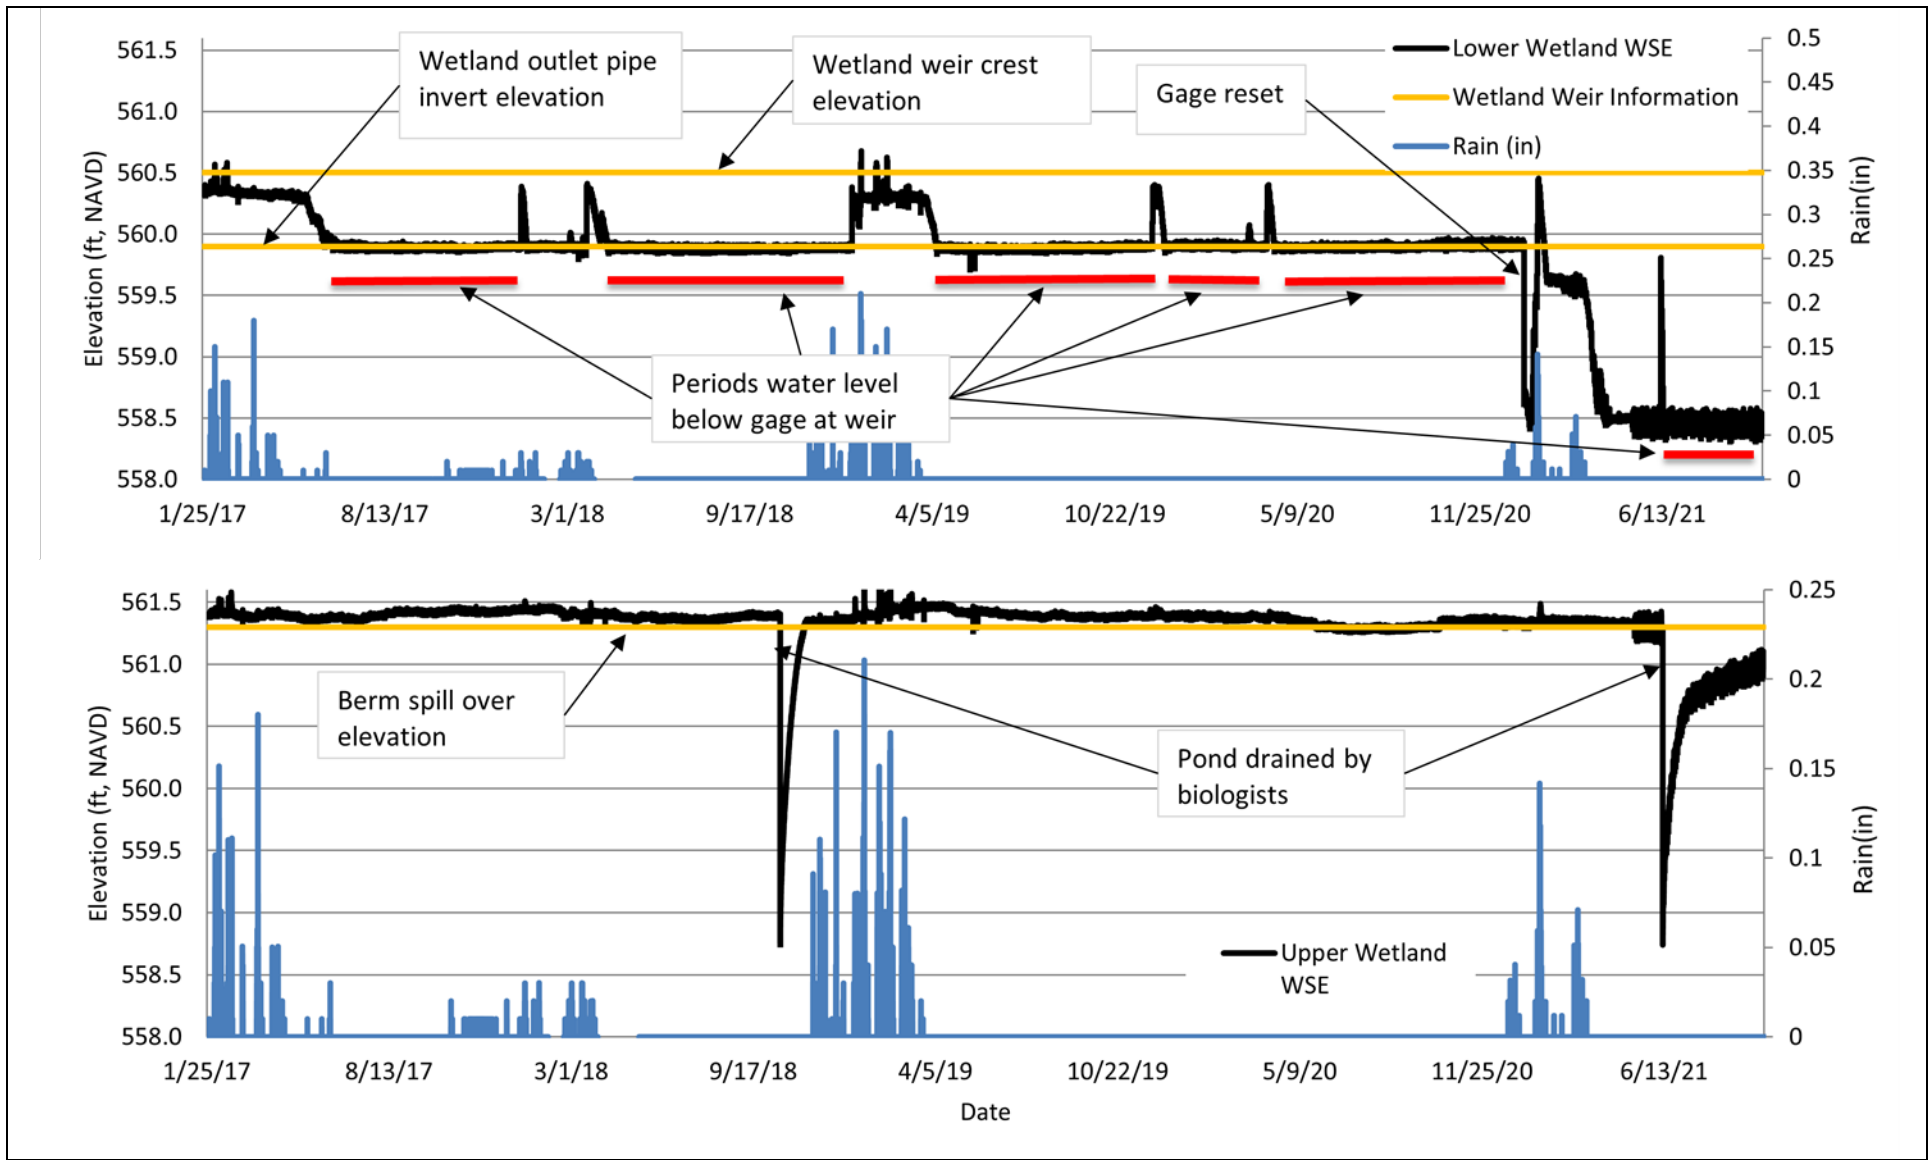 561.5
561.0
560.5
560.0
559.5
559.0
558.5
558.0
Elevation (ft, NAVD)
Wetland outlet pipe
invert elevation
Wetland weir crest
elevation
Gage reset
Lower Wetland WSE
Wetland Weir Information
Rain (in)
0.5
0.45
0.4
0.35
0.3
0.25
0.2
0.15
0.1
0.05
0
Rain(in)
Periods water level
below gage at weir
1/25/17 8/13/17 3/1/18 9/17/18 4/5/19 10/22/19 5/9/20 11/25/20 6/13/21
561.5
561.0
560.5
560.0
559.5
559.0
558.5
558.0
Elevation (ft, NAVD)
Berm spill over
elevation
Pond drained by
biologists
Upper Wetland
WSE
0.25
0.2
0.15
0.1
0.05
0
Rain(in)
1/25/17 8/13/17 3/1/18 9/17/18 4/5/19 10/22/19 5/9/20 11/25/20 6/13/21
Date